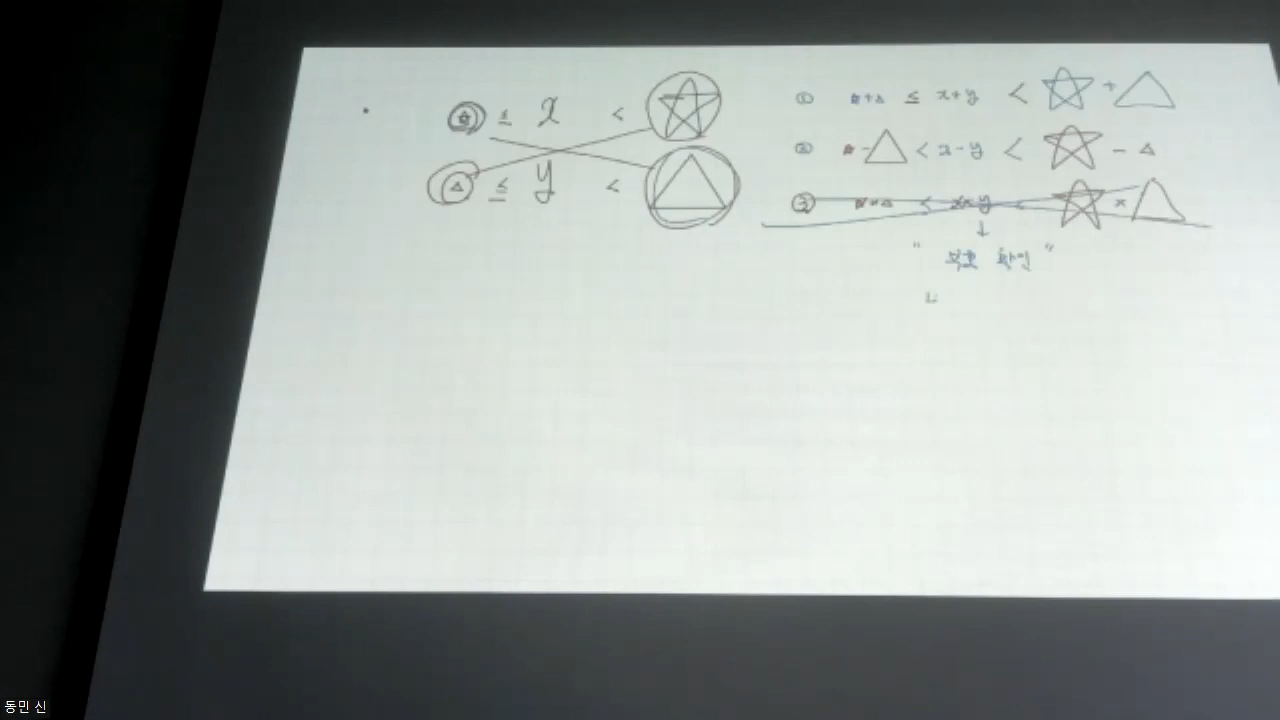 ☆ ≤ x < ☆
△ ≤ y < △
① ☆+△ ≤ x+y < ☆+△
② ☆-△ < x-y < ☆-△
③ ☆×△ < x×y < ☆×△
↓
" 부호 확인 "
동민 신